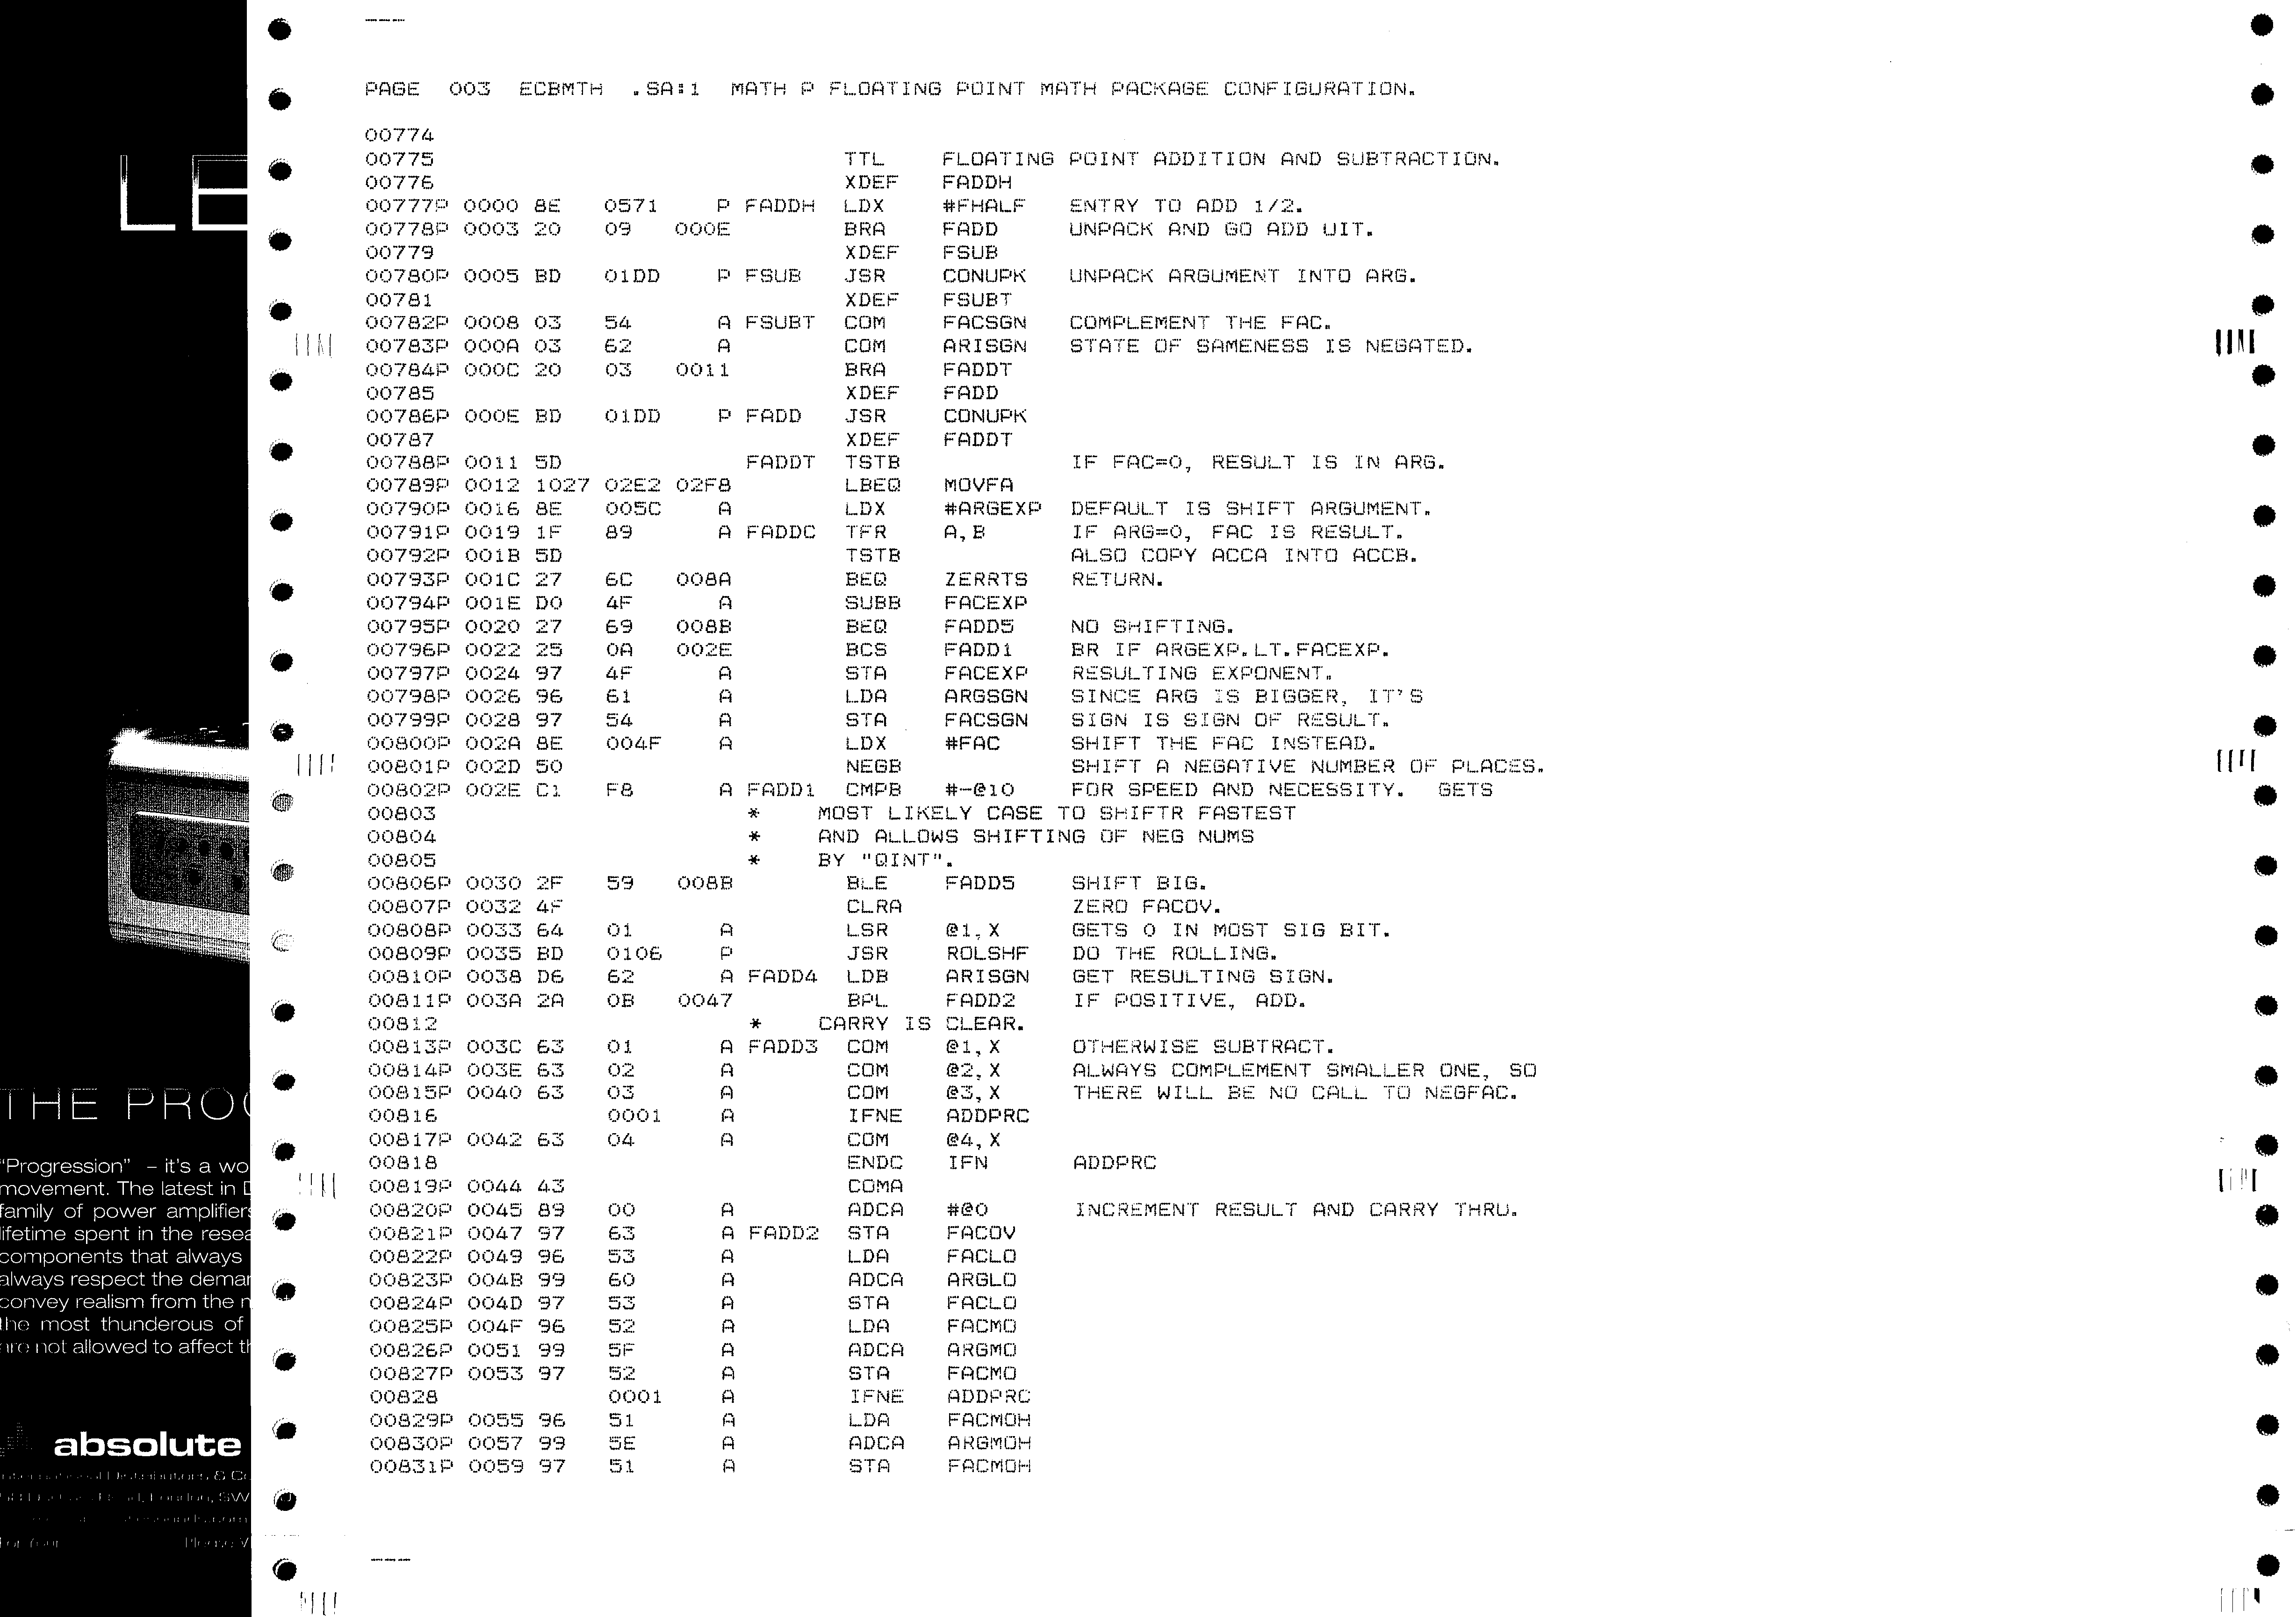 PAGE  003  ECBMTH  .SA:1  MATH P FLOATING POINT MATH PACKAGE CONFIGURATION.
00774
00775 TTL FLOATING POINT ADDITION AND SUBTRACTION.
00776 XDEF FADDH
00777P 0000 8E 0571 P FADDH LDX #FHALF ENTRY TO ADD 1/2.
00778P 0003 20 09 000E BRA FADD UNPACK AND GO ADD UIT.
00779 XDEF FSUB
00780P 0005 BD 01DD P FSUB JSR CONUPK UNPACK ARGUMENT INTO ARG.
00781 XDEF FSUBT
00782P 0008 03 54 A FSUBT COM FACSGN COMPLEMENT THE FAC.
00783P 000A 03 62 A COM ARISGN STATE OF SAMENESS IS NEGATED.
00784P 000C 20 03 0011 BRA FADDT
00785 XDEF FADD
00786P 000E BD 01DD P FADD JSR CONUPK
00787 XDEF FADDT
00788P 0011 5D FADDT TSTB IF FAC=0, RESULT IS IN ARG.
00789P 0012 1027 02E2 02F8 LBEQ MOVFA
00790P 0016 8E 005C A LDX #ARGEXP DEFAULT IS SHIFT ARGUMENT.
00791P 0019 1F 89 A FADDC TFR A,B IF ARG=0, FAC IS RESULT.
00792P 001B 5D TSTB ALSO COPY ACCA INTO ACCB.
00793P 001C 27 6C 008A BEQ ZERRTS RETURN.
00794P 001E D0 4F A SUBB FACEXP
00795P 0020 27 69 008B BEQ FADD5 NO SHIFTING.
00796P 0022 25 0A 002E BCS FADD1 BR IF ARGEXP.LT.FACEXP.
00797P 0024 97 4F A STA FACEXP RESULTING EXPONENT.
00798P 0026 96 61 A LDA ARGSGN SINCE ARG IS BIGGER, IT'S
00799P 0028 97 54 A STA FACSGN SIGN IS SIGN OF RESULT.
00800P 002A 8E 004F A LDX #FAC SHIFT THE FAC INSTEAD.
00801P 002D 50 NEGB SHIFT A NEGATIVE NUMBER OF PLACES.
00802P 002E C1 F8 A FADD1 CMPB #-@10 FOR SPEED AND NECESSITY.  GETS
00803 * MOST LIKELY CASE TO SHIFTR FASTEST
00804 * AND ALLOWS SHIFTING OF NEG NUMS
00805 * BY "QINT".
00806P 0030 2F 59 008B BLE FADD5 SHIFT BIG.
00807P 0032 4F CLRA ZERO FACOV.
00808P 0033 64 01 A LSR @1,X GETS 0 IN MOST SIG BIT.
00809P 0035 BD 0106 P JSR ROLSHF DO THE ROLLING.
00810P 0038 D6 62 A FADD4 LDB ARISGN GET RESULTING SIGN.
00811P 003A 2A 0B 0047 BPL FADD2 IF POSITIVE, ADD.
00812 * CARRY IS CLEAR.
00813P 003C 63 01 A FADD3 COM @1,X OTHERWISE SUBTRACT.
00814P 003E 63 02 A COM @2,X ALWAYS COMPLEMENT SMALLER ONE, SO
00815P 0040 63 03 A COM @3,X THERE WILL BE NO CALL TO NEGFAC.
00816 0001 A IFNE ADDPRC
00817P 0042 63 04 A COM @4,X
00818 ENDC IFN ADDPRC
00819P 0044 43 COMA
00820P 0045 89 00 A ADCA #@0 INCREMENT RESULT AND CARRY THRU.
00821P 0047 97 63 A FADD2 STA FACOV
00822P 0049 96 53 A LDA FACLO
00823P 004B 99 60 A ADCA ARGLO
00824P 004D 97 53 A STA FACLO
00825P 004F 96 52 A LDA FACMO
00826P 0051 99 5F A ADCA ARGMO
00827P 0053 97 52 A STA FACMO
00828 0001 A IFNE ADDPRC
00829P 0055 96 51 A LDA FACMOH
00830P 0057 99 5E A ADCA ARGMOH
00831P 0059 97 51 A STA FACMOH
LE
THE PROG
"Progression" – it's a wo
movement. The latest in D
family of power amplifiers
lifetime spent in the resea
components that always
always respect the demar
convey realism from the n
the most thunderous of
are not allowed to affect th
absolute
International Distributors & Co
London, SW
Please V